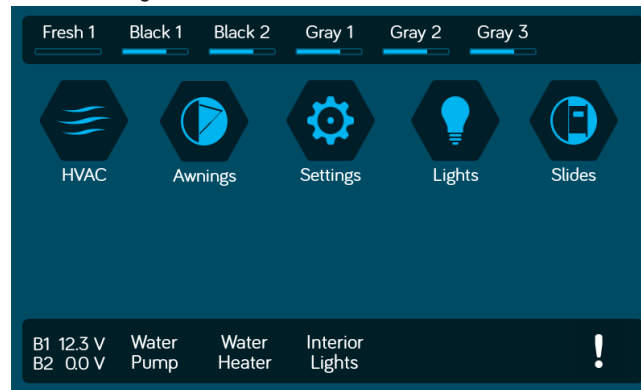 Fresh 1 Black 1 Black 2 Gray 1 Gray 2 Gray 3
HVAC Awnings Settings Lights Slides
B1 12.3 V Water Water Interior
B2 0.0 V Pump Heater Lights
!